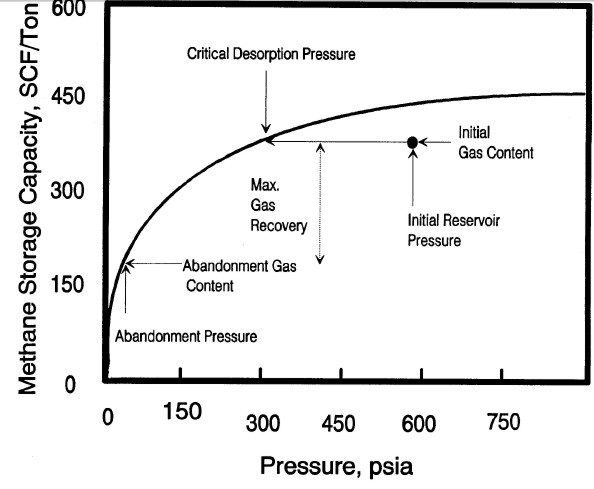 600
Methane Storage Capacity, SCF/Ton
Critical Desorption Pressure
450
Initial
Gas Content
Max.
Gas
Recovery
300
Initial Reservoir
Pressure
Abandonment Gas
Content
150
Abandonment Pressure
0
0 150 300 450 600 750
Pressure, psia